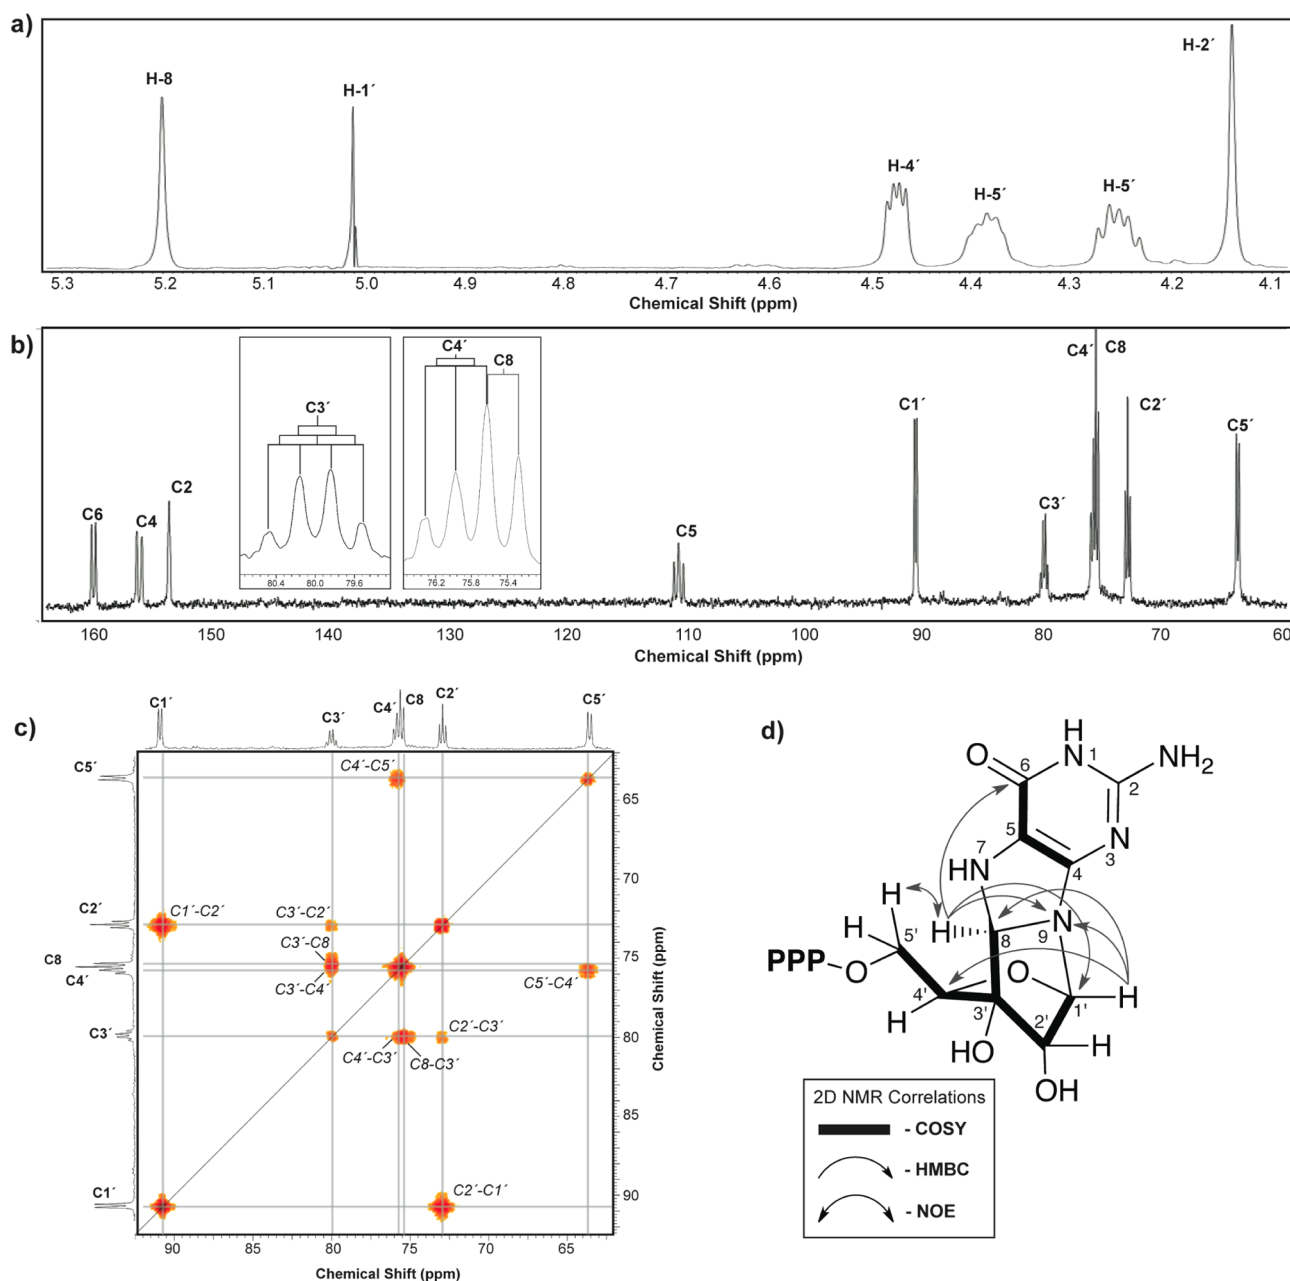 a)
H-8
H-1´
H-4´
H-5´
H-5´
H-2´
5.3 5.2 5.1 5.0 4.9 4.8 4.7 4.6 4.5 4.4 4.3 4.2 4.1
Chemical Shift (ppm)
b)
C6
C4
C2
C3´
80.4 80.0 79.6
C4´
C8
76.2 75.8 75.4
C5
C1´
C3´
C4´ C8
C2´
C5´
160 150 140 130 120 110 100 90 80 70 60
Chemical Shift (ppm)
c)
C1´
C3´
C4´
C8
C2´
C5´
C5´
C2´
C8
C4´
C3´
C1´
C4´-C5´
C1´-C2´
C3´-C2´
C3´-C8
C3´-C4´
C5´-C4´
C2´-C3´
C4´-C3´
C8-C3´
C2´-C1´
65
70
75
80
85
90
Chemical Shift (ppm)
90 85 80 75 70 65
Chemical Shift (ppm)
d)
H
O
N
NH2
6
1
2
5
N
3
7
HN
4
H
H
H
5'
8
9
N
PPP
O
O
H
4'
3'
1'
2'
H
HO
H
OH
2D NMR Correlations
- COSY
- HMBC
- NOE